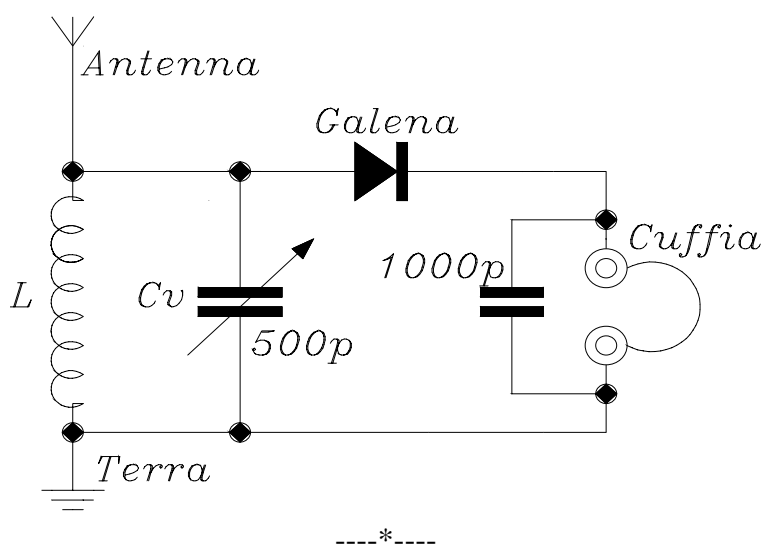 Antenna
Galena
Cuffia
1000p
L
Cv
500p
Terra
----*----